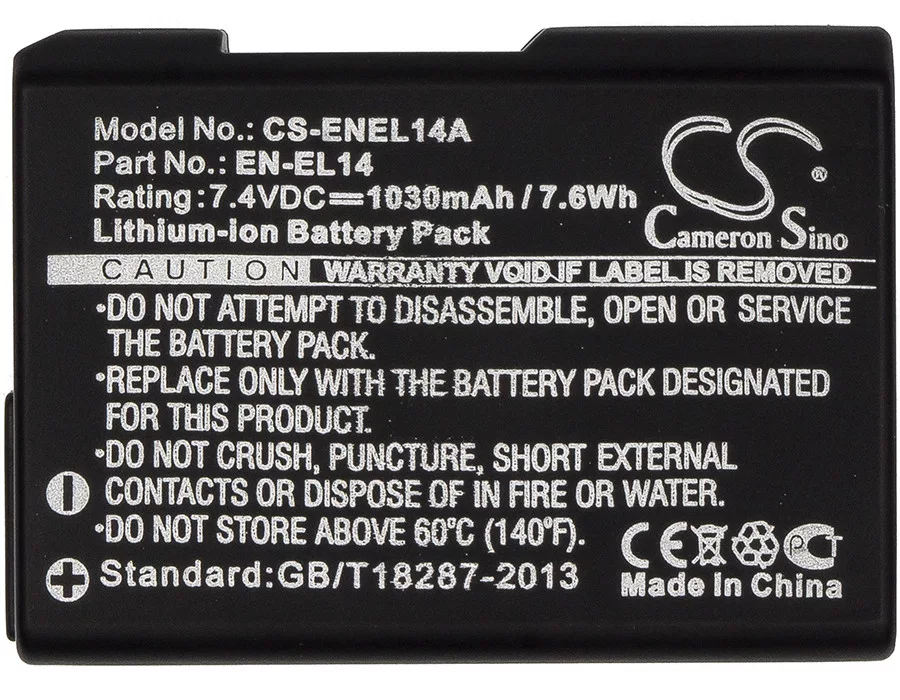 Model No.: CS-ENEL14A
Part No.: EN-EL14
Rating: 7.4VDC⎓1030mAh / 7.6Wh
Lithium-ion Battery Pack
CS ®
Cameron Sino
CAUTION WARRANTY VOID IF LABEL IS REMOVED
•DO NOT ATTEMPT TO DISASSEMBLE, OPEN OR SERVICE
THE BATTERY PACK.
•REPLACE ONLY WITH THE BATTERY PACK DESIGNATED
FOR THIS PRODUCT.
•DO NOT CRUSH, PUNCTURE, SHORT EXTERNAL
CONTACTS OR DISPOSE OF IN FIRE OR WATER.
•DO NOT STORE ABOVE 60°C (140°F).
Standard:GB/T18287-2013
CE PCT
Made In China